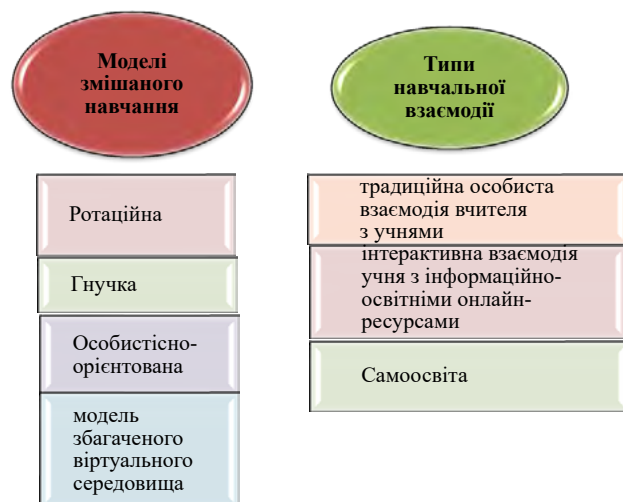 Моделі
змішаного
навчання
Ротаційна
Гнучка
Особистісно-
орієнтована
модель
збагаченого
віртуального
середовища
Типи
навчальної
взаємодії
традиційна особиста
взаємодія вчителя
з учнями
інтерактивна взаємодія
учня з інформаційно-
освітніми онлайн-
ресурсами
Самоосвіта